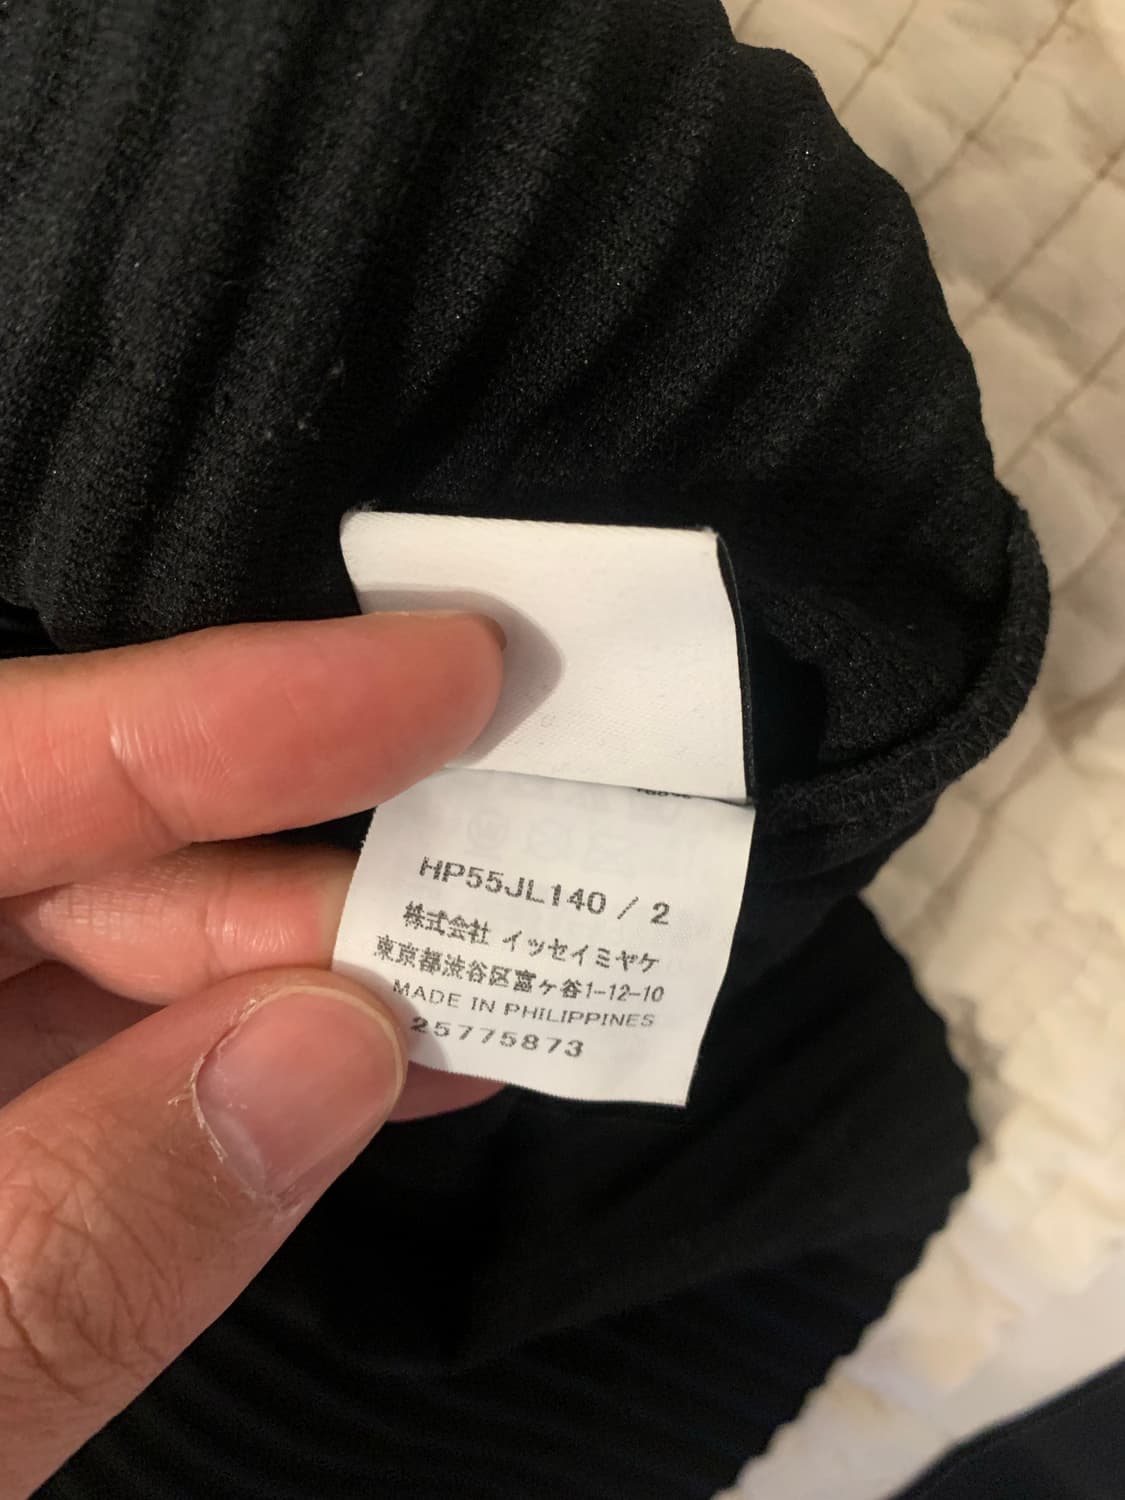 HP55JL140 / 2
株式会社 イッセイミヤケ
東京都渋谷区富ヶ谷1-12-10
MADE IN PHILIPPINES
25775873